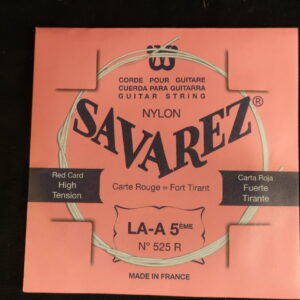 CORDE POUR GUITARE
CUERDA PARA GUITARRA
GUITAR STRING
NYLON
SAVAREZ®
Red Card
High
Tension
Carte Rouge = Fort Tirant
Carta Roja
Fuerte
Tirante
LA-A 5ÈME
N° 525 R
MADE IN FRANCE